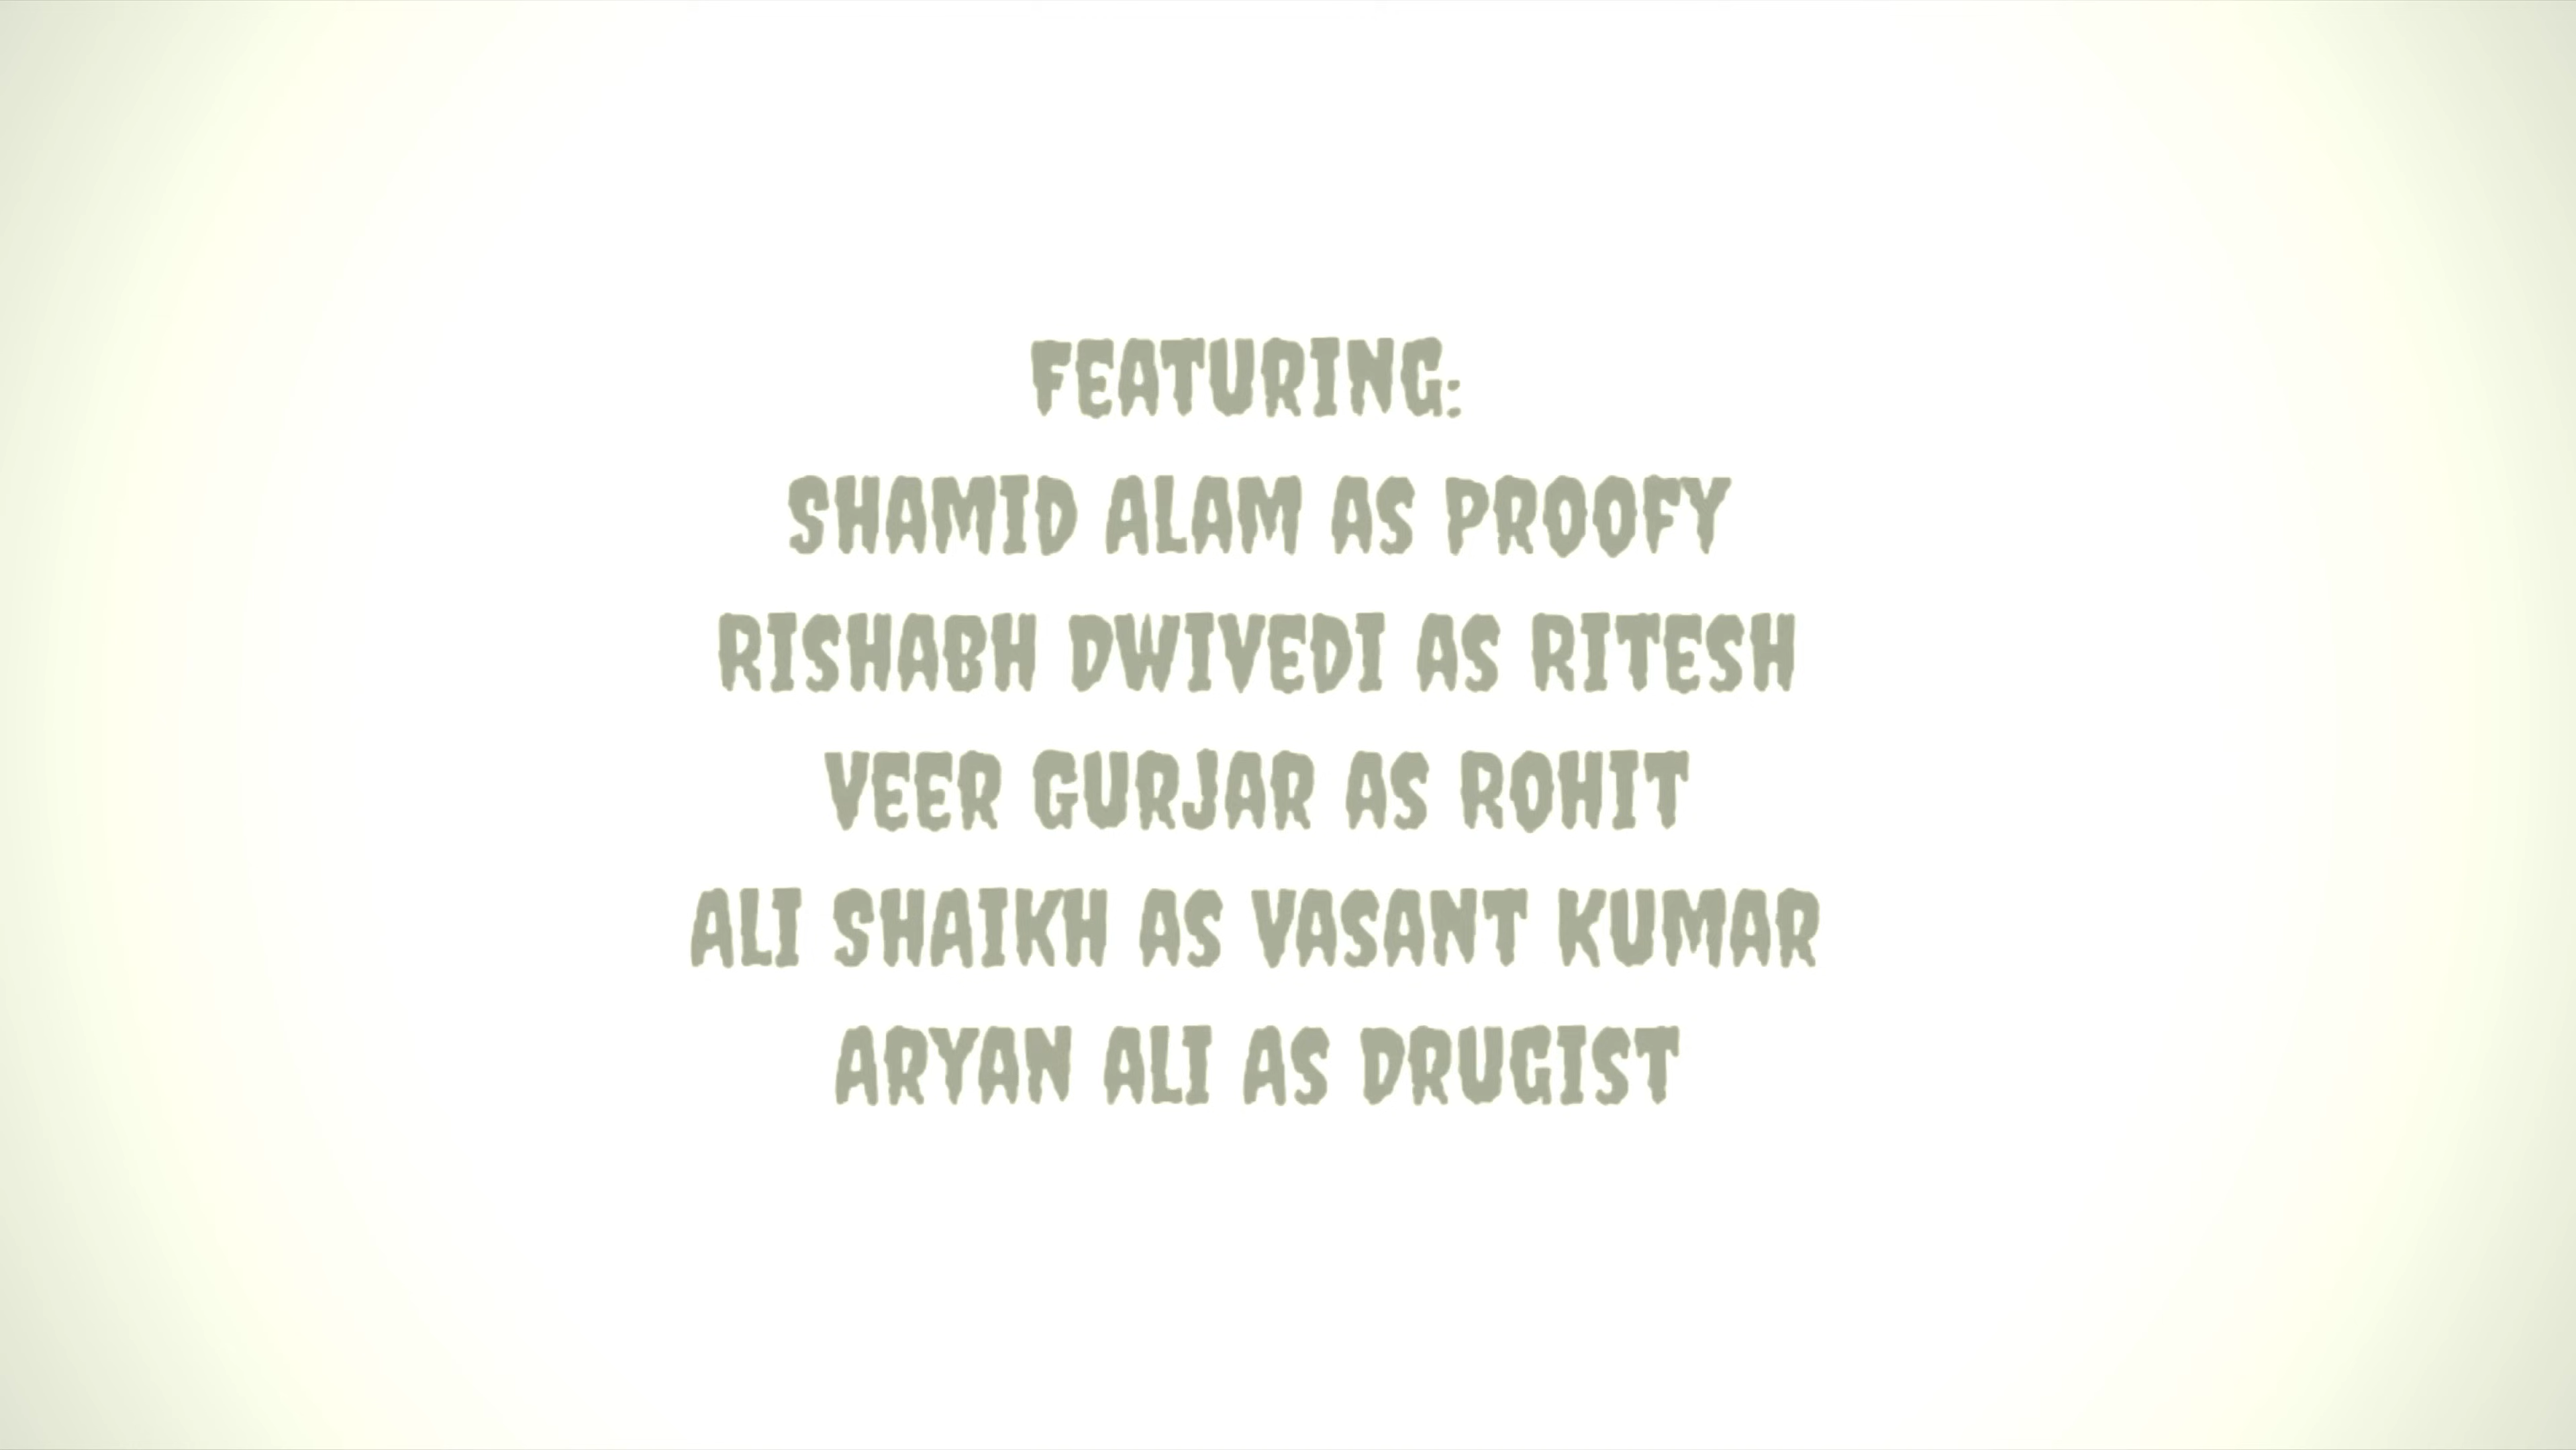 FEATURING:
SHAMID ALAM AS PROOFY
RISHABH DWIVEDI AS RITESH
VEER GURJAR AS ROHIT
ALI SHAIKH AS VASANT KUMAR
ARYAN ALI AS DRUGIST